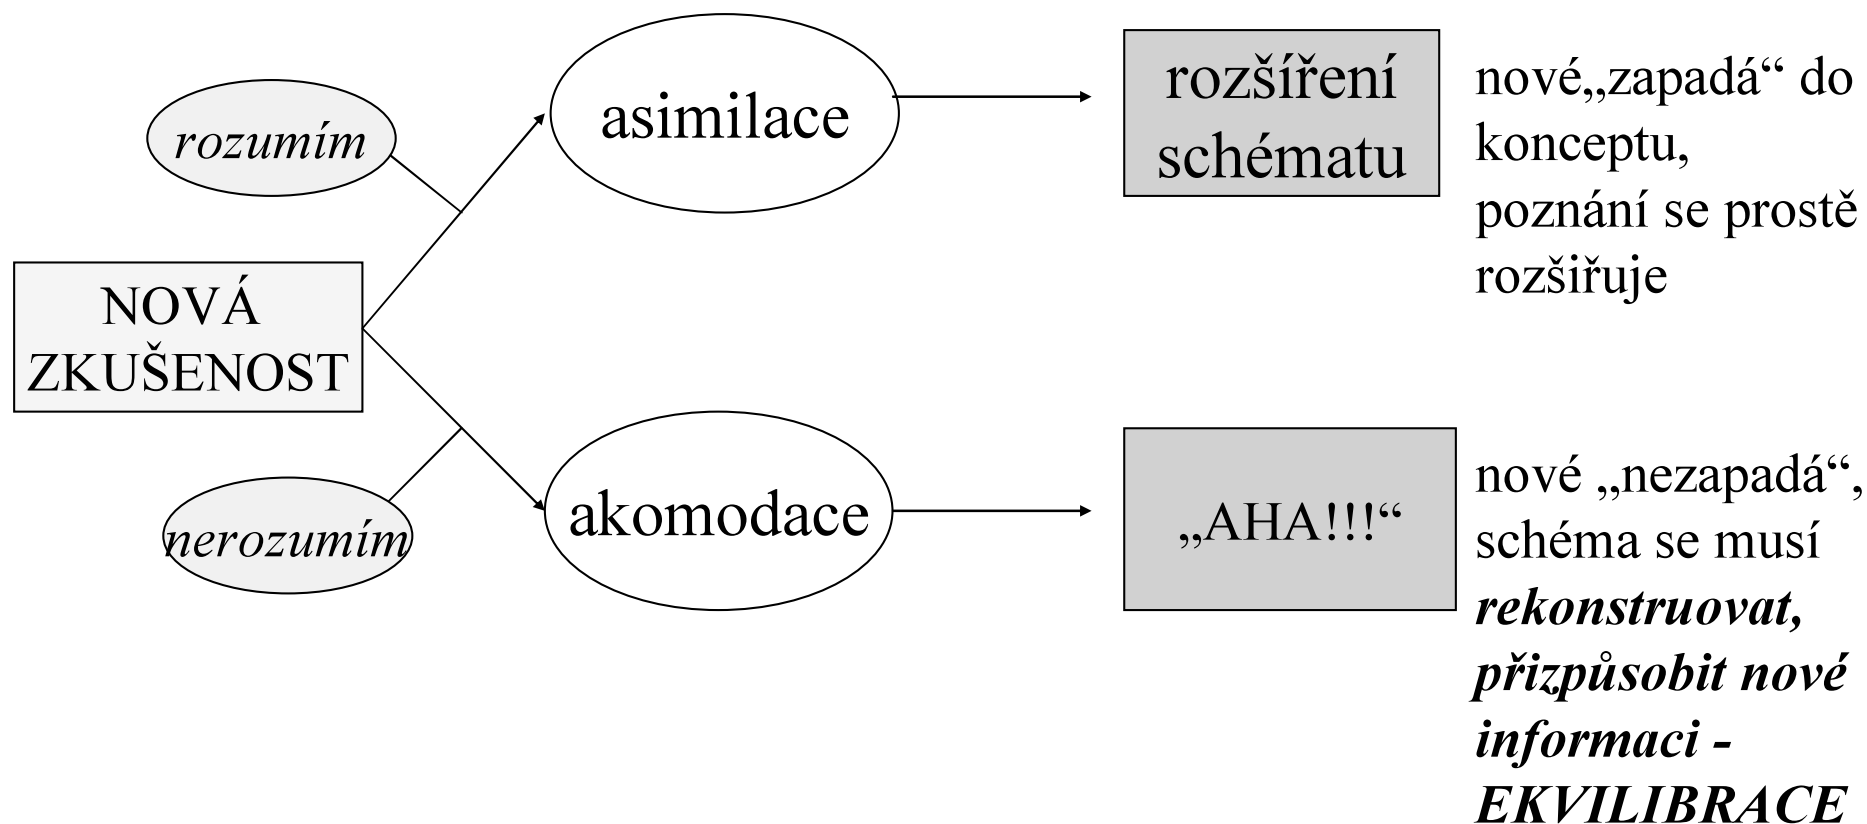 rozumím
asimilace
rozšíření
schématu
nové„zapadá“ do
konceptu,
poznání se prostě
rozšiřuje
NOVÁ
ZKUŠENOST
nerozumím
akomodace
„AHA!!!“
nové „nezapadá“,
schéma se musí
rekonstruovat,
přizpůsobit nové
informaci -
EKVILIBRACE